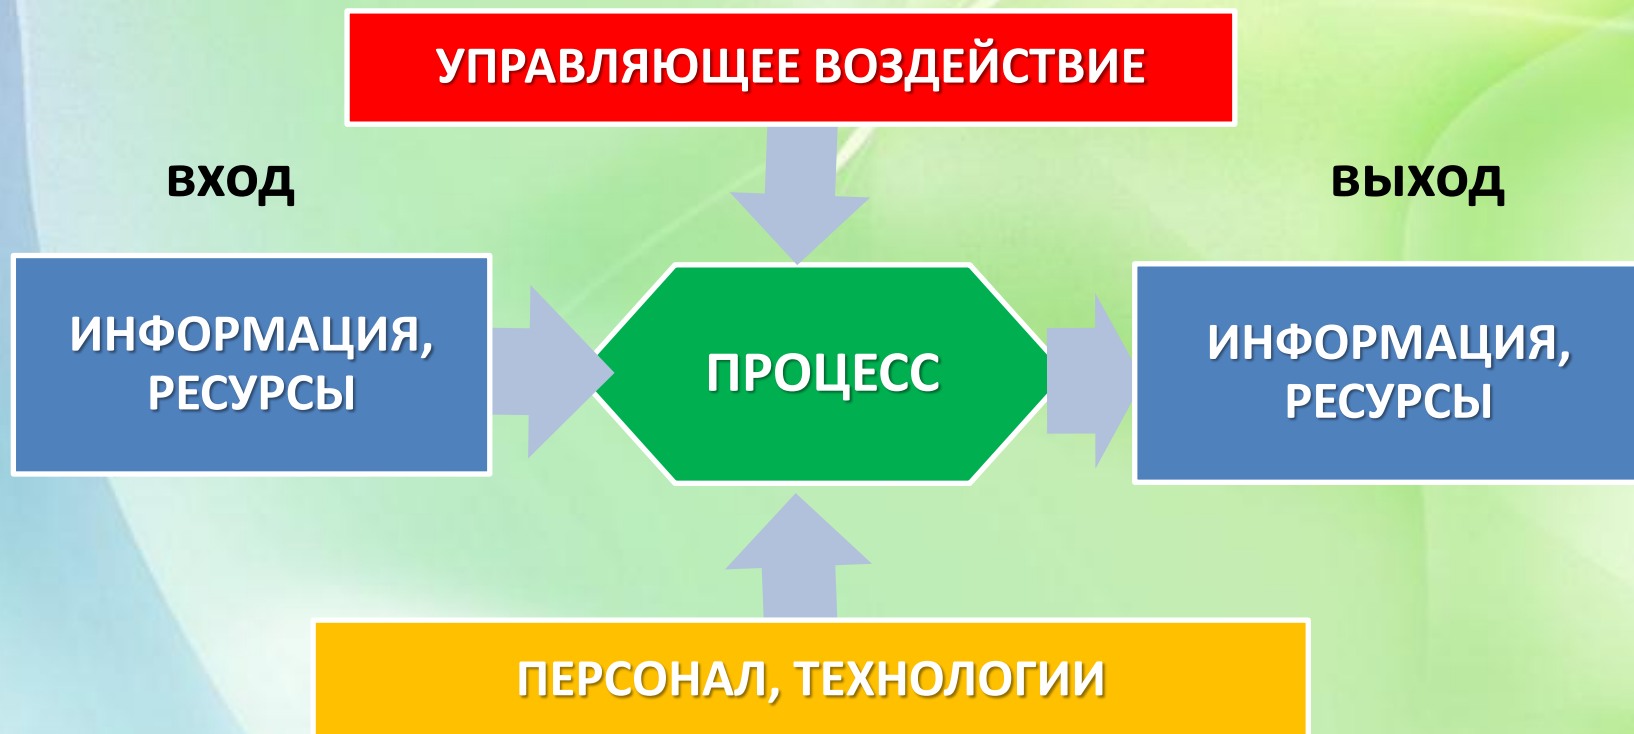 УПРАВЛЯЮЩЕЕ ВОЗДЕЙСТВИЕ
вход
выход
ИНФОРМАЦИЯ,
РЕСУРСЫ
ПРОЦЕСС
ИНФОРМАЦИЯ,
РЕСУРСЫ
ПЕРСОНАЛ, ТЕХНОЛОГИИ